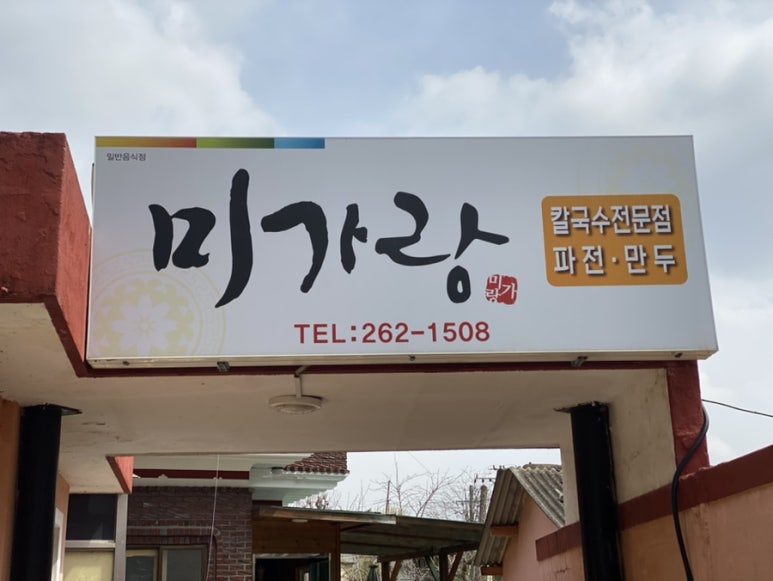 일반음식점
미가랑
미가
랑
칼국수전문점
파전·만두
TEL:262-1508